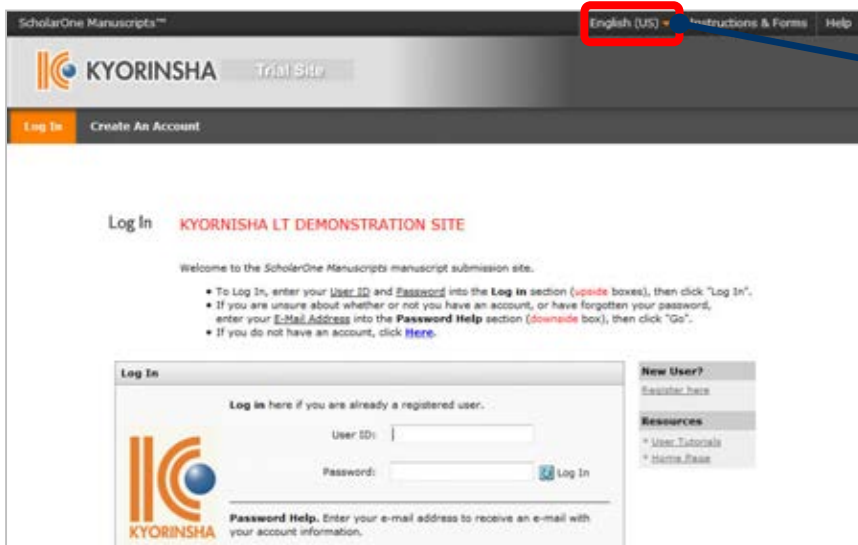 ScholarOne Manuscripts™
English (US) Instructions & Forms Help
KYORINSHA Trial Site
Log In Create An Account
Log In KYORNISHA LT DEMONSTRATION SITE
Welcome to the ScholarOne Manuscripts manuscript submission site.
• To Log In, enter your User ID and Password into the Log in section (upside boxes), then click "Log In".
• If you are unsure about whether or not you have an account, or have forgotten your password,
enter your E-Mail Address into the Password Help section (downside box), then click "Go".
• If you do not have an account, click Here.
Log In
Log in here if you are already a registered user.
User ID:
Password: Log In
Password Help. Enter your e-mail address to receive an e-mail with
your account information.
KYORINSHA
New User?
Register here
Resources
* User Tutorials
* Home Page